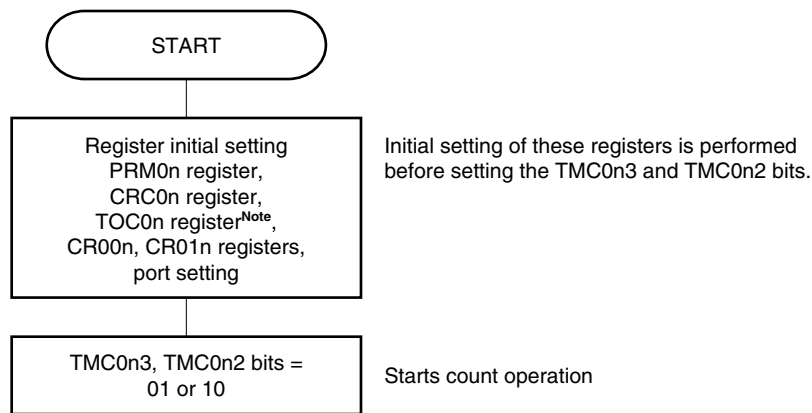 START
Register initial setting
PRM0n register,
CRC0n register,
TOC0n registerNote,
CR00n, CR01n registers,
port setting
Initial setting of these registers is performed
before setting the TMC0n3 and TMC0n2 bits.
TMC0n3, TMC0n2 bits =
01 or 10
Starts count operation